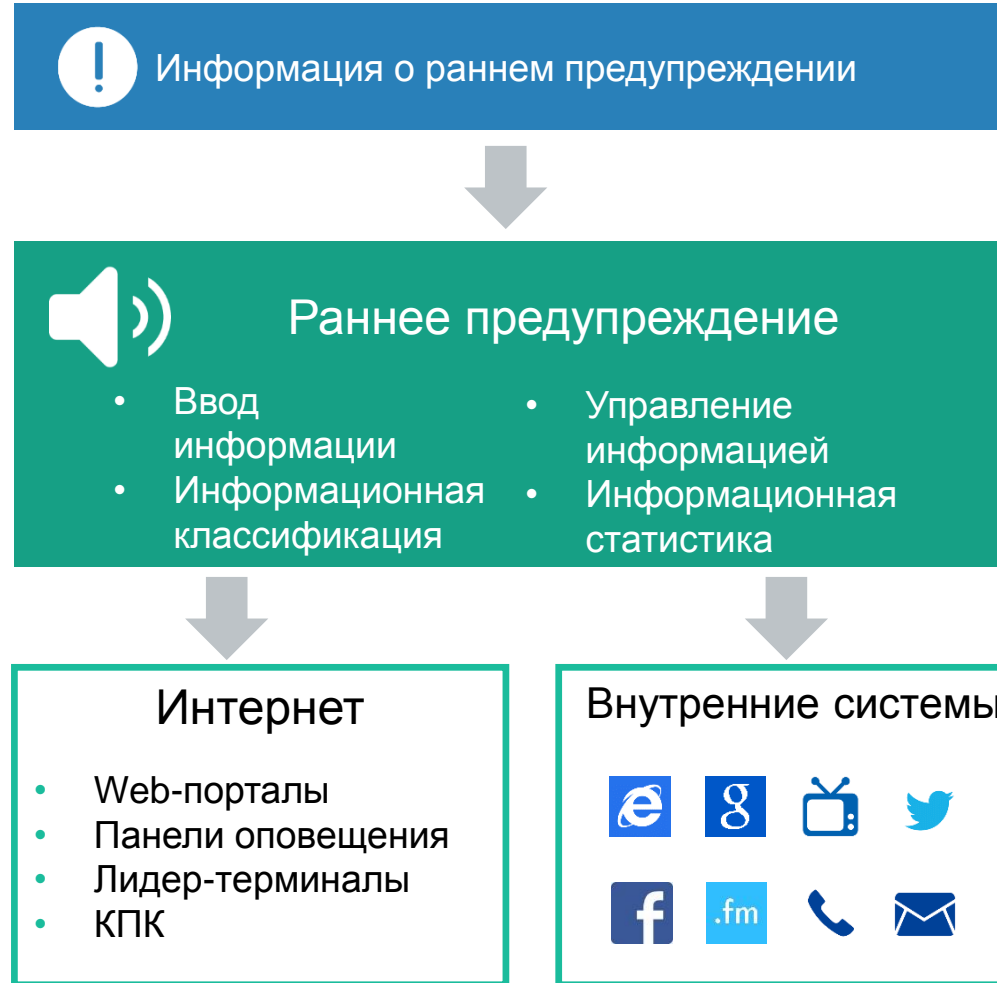 Информация о раннем предупреждении
Раннее предупреждение
• Ввод
информации
• Информационная
классификация
• Управление
информацией
• Информационная
статистика
Интернет
• Web-порталы
• Панели оповещения
• Лидер-терминалы
• КПК
Внутренние системы
.fm